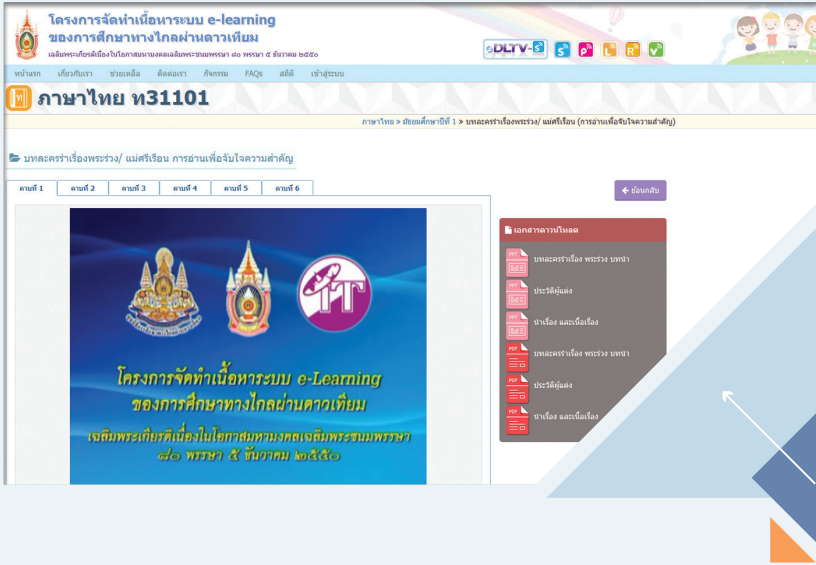 โครงการจัดทำเนื้อหาระบบ e-learning
ของการศึกษาทางไกลผ่านดาวเทียม
เฉลิมพระเกียรติเนื่องในโอกาสมหามงคลเฉลิมพระชนมพรรษา ๘๐ พรรษา ๕ ธันวาคม ๒๕๕๐
DLTV-S S P L R V
หน้าแรก เกี่ยวกับเรา ช่วยเหลือ ติดต่อเรา กิจกรรม FAQs สถิติ เข้าสู่ระบบ
ท ภาษาไทย ท31101
ภาษาไทย » มัธยมศึกษาปีที่ 1 » บทละครรำเรื่องพระร่วง/ แม่ศรีเรือน (การอ่านเพื่อจับใจความสำคัญ)
บทละครรำเรื่องพระร่วง/ แม่ศรีเรือน การอ่านเพื่อจับใจความสำคัญ
คาบที่ 1 คาบที่ 2 คาบที่ 3 คาบที่ 4 คาบที่ 5 คาบที่ 6
ย้อนกลับ
เอกสารดาวน์โหลด
PPT บทละครรำเรื่อง พระร่วง บทนำ
PPT ประวัติผู้แต่ง
PPT นำเรื่อง และเนื้อเรื่อง
PDF บทละครรำเรื่อง พระร่วง บทนำ
PDF ประวัติผู้แต่ง
PDF นำเรื่อง และเนื้อเรื่อง
IT
โครงการจัดทำเนื้อหาระบบ e-Learning
ของการศึกษาทางไกลผ่านดาวเทียม
เฉลิมพระเกียรติเนื่องในโอกาสมหามงคลเฉลิมพระชนมพรรษา
๘๐ พรรษา ๕ ธันวาคม ๒๕๕๐